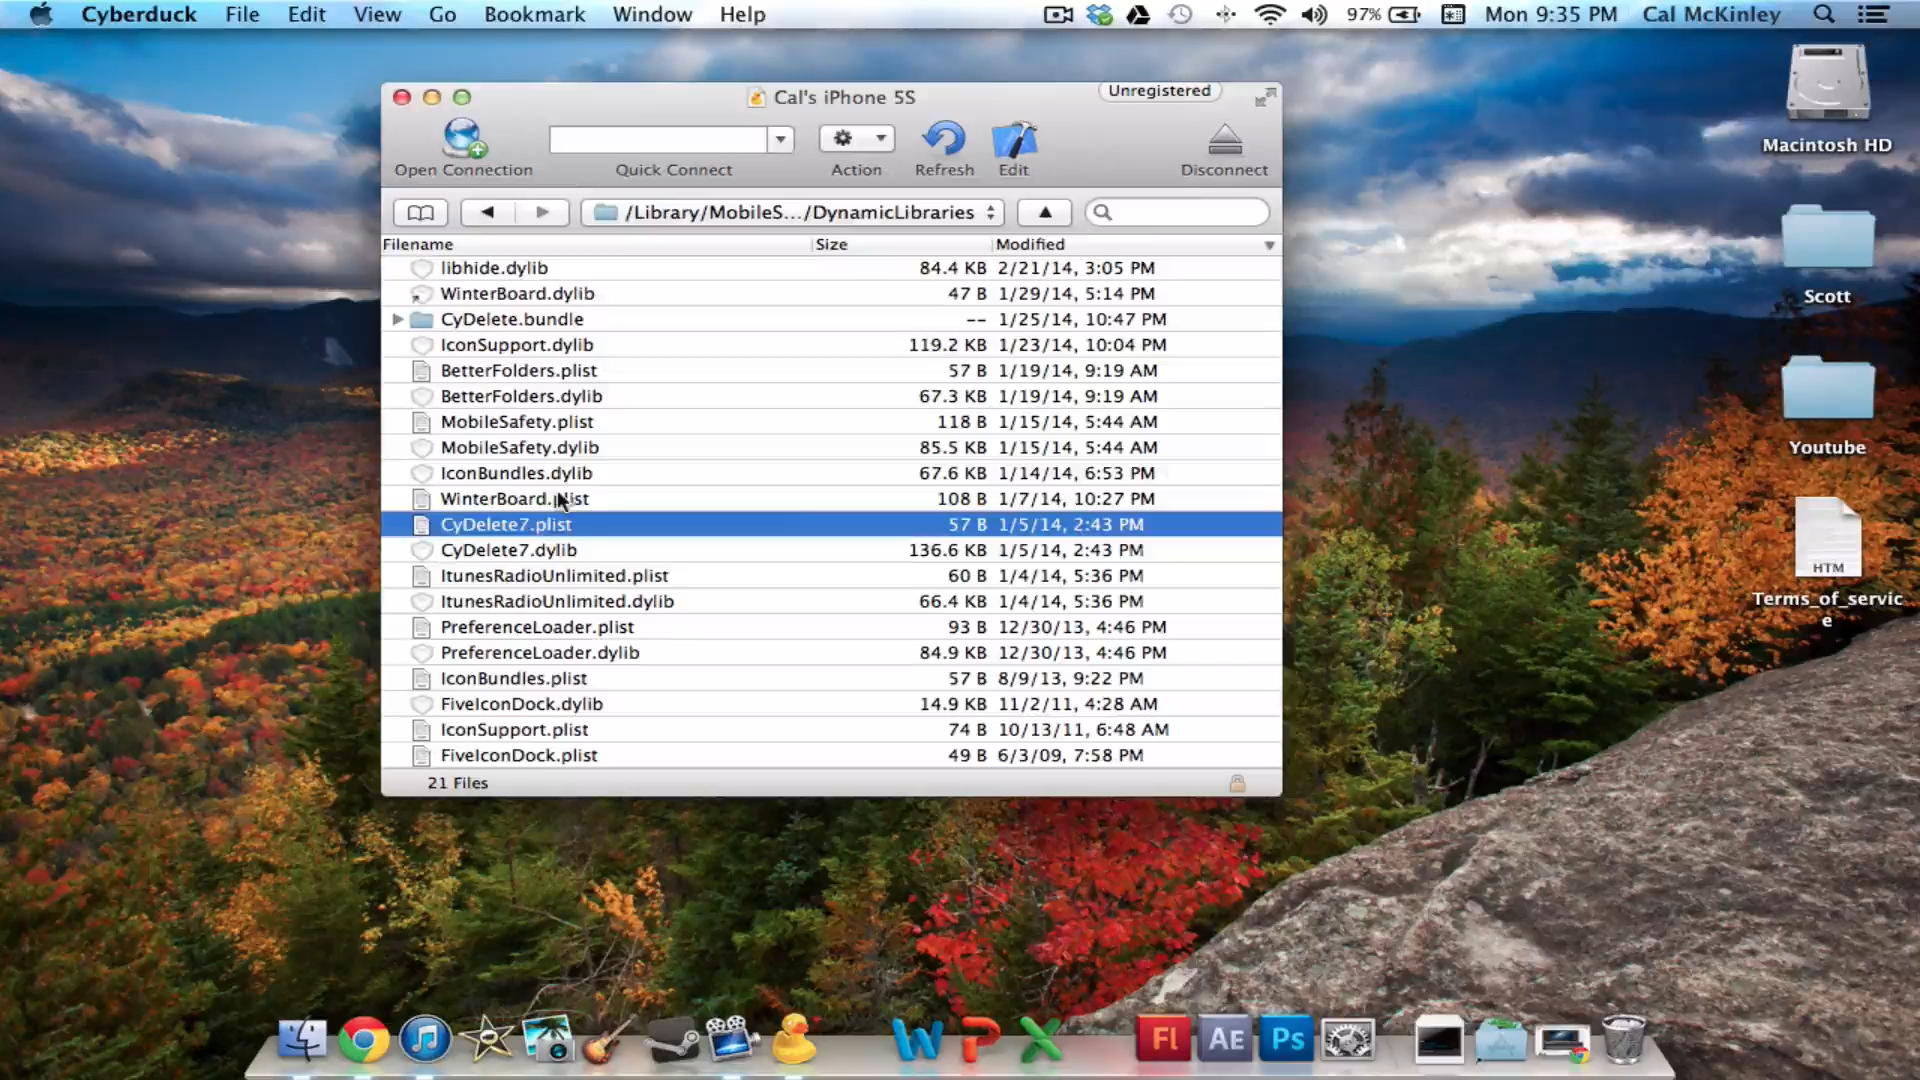 Cyberduck File Edit View Go Bookmark Window Help 97% Mon 9:35 PM Cal McKinley
Cal's iPhone 5S Unregistered
Open Connection Quick Connect Action Refresh Edit Disconnect
/Library/MobileS.../DynamicLibraries
Filename Size Modified
libhide.dylib 84.4 KB 2/21/14, 3:05 PM
WinterBoard.dylib 47 B 1/29/14, 5:14 PM
CyDelete.bundle -- 1/25/14, 10:47 PM
IconSupport.dylib 119.2 KB 1/23/14, 10:04 PM
BetterFolders.plist 57 B 1/19/14, 9:19 AM
BetterFolders.dylib 67.3 KB 1/19/14, 9:19 AM
MobileSafety.plist 118 B 1/15/14, 5:44 AM
MobileSafety.dylib 85.5 KB 1/15/14, 5:44 AM
IconBundles.dylib 67.6 KB 1/14/14, 6:53 PM
WinterBoard.plist 108 B 1/7/14, 10:27 PM
CyDelete7.plist 57 B 1/5/14, 2:43 PM
CyDelete7.dylib 136.6 KB 1/5/14, 2:43 PM
ItunesRadioUnlimited.plist 60 B 1/4/14, 5:36 PM
ItunesRadioUnlimited.dylib 66.4 KB 1/4/14, 5:36 PM
PreferenceLoader.plist 93 B 12/30/13, 4:46 PM
PreferenceLoader.dylib 84.9 KB 12/30/13, 4:46 PM
IconBundles.plist 57 B 8/9/13, 9:22 PM
FiveIconDock.dylib 14.9 KB 11/2/11, 4:28 AM
IconSupport.plist 74 B 10/13/11, 6:48 AM
FiveIconDock.plist 49 B 6/3/09, 7:58 PM
21 Files
Macintosh HD
Scott
Youtube
HTM
Terms_of_servic
e
W P X Fl AE Ps